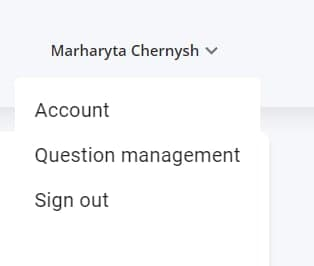 Marharyta Chernysh
Account
Question management
Sign out